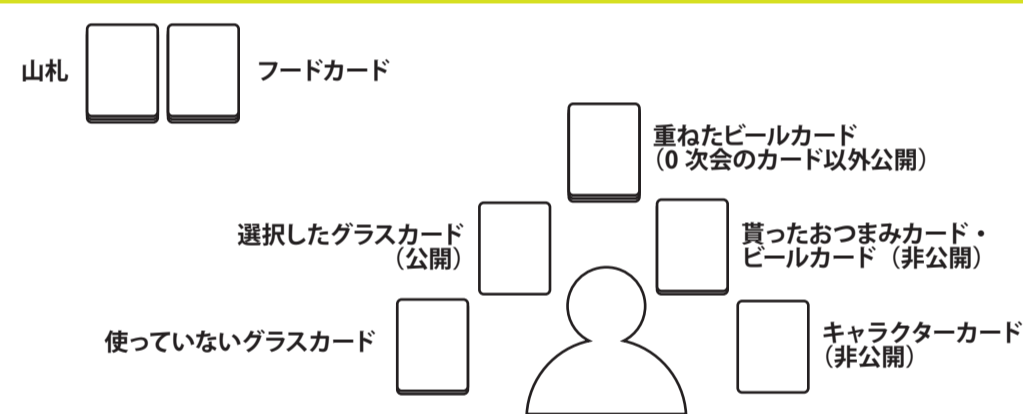 山札
フードカード
重ねたビールカード
（0 次会のカード以外公開）
選択したグラスカード
（公開）
貰ったおつまみカード・
ビールカード（非公開）
使っていないグラスカード
キャラクターカード
（非公開）